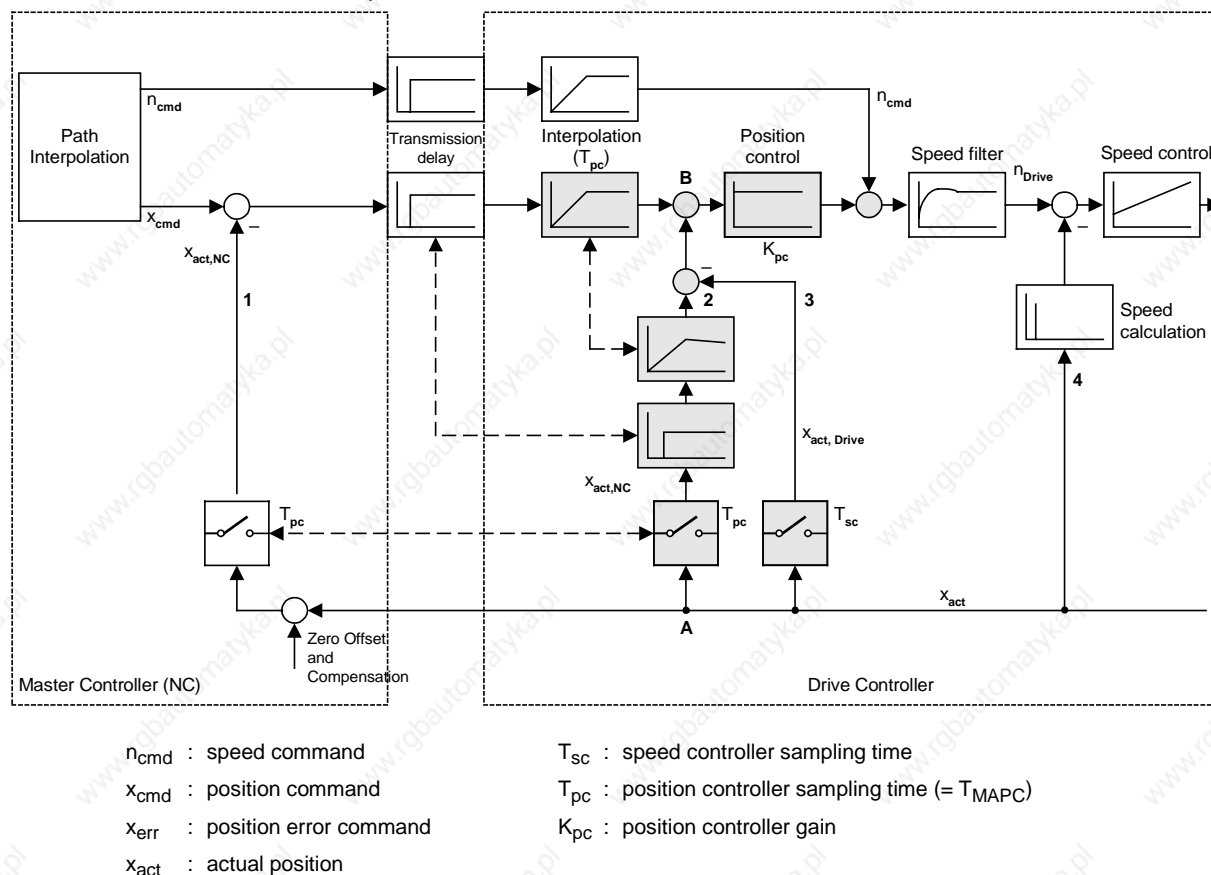 Path
Interpolation
n_cmd
x_cmd
x_act,NC
1
T_pc
Zero Offset
and
Compensation
Master Controller (NC)
Transmission
delay
Interpolation
(T_pc)
B
Position
control
K_pc
n_cmd
Speed filter
n_Drive
Speed control
–
–
–
2
3
x_act,NC
T_pc
x_act, Drive
T_sc
Speed
calculation
4
x_act
A
Drive Controller
n_cmd : speed command
x_cmd : position command
x_err : position error command
x_act : actual position
T_sc : speed controller sampling time
T_pc : position controller sampling time (= T_MAPC)
K_pc : position controller gain
www.rgbautomatyka.pl